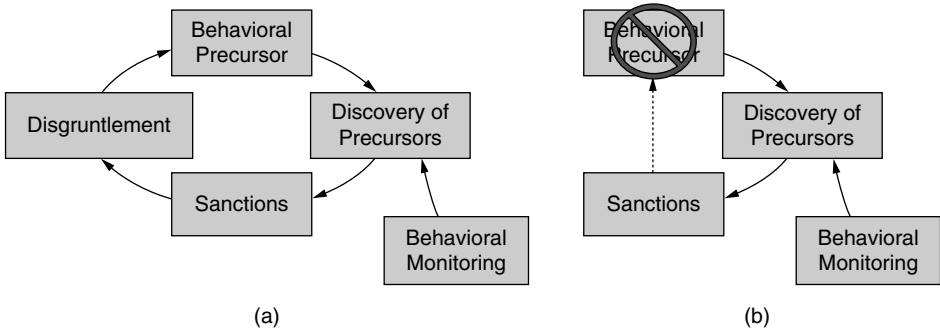 Behavioral
Precursor
Disgruntlement
Discovery of
Precursors
Sanctions
Behavioral
Monitoring
(a)
Behavioral
Precursor
Discovery of
Precursors
Sanctions
Behavioral
Monitoring
(b)